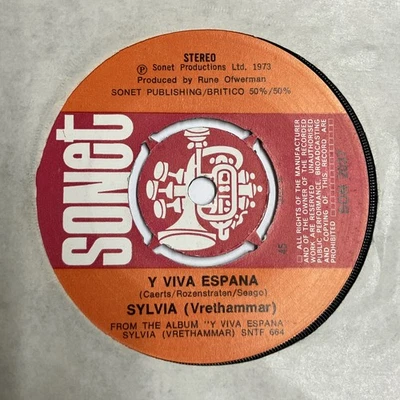 STEREO
℗ Sonet Productions Ltd. 1973
Produced by Rune Ofwerman
SONET PUBLISHING/BRITICO 50%/50%
sonet
ALL RIGHTS OF THE MANUFACTURER
AND OF THE OWNER OF THE RECORDED
WORK ARE RESERVED. UNAUTHORISED
PUBLIC PERFORMANCE, BROADCASTING
AND COPYING OF THIS RECORD ARE
PROHIBITED
45
Y VIVA ESPANA
(Caerts/Rozenstraten/Seago)
SYLVIA (Vrethammar)
FROM THE ALBUM "Y VIVA ESPANA"
SYLVIA (VRETHAMMAR) SNTF 664